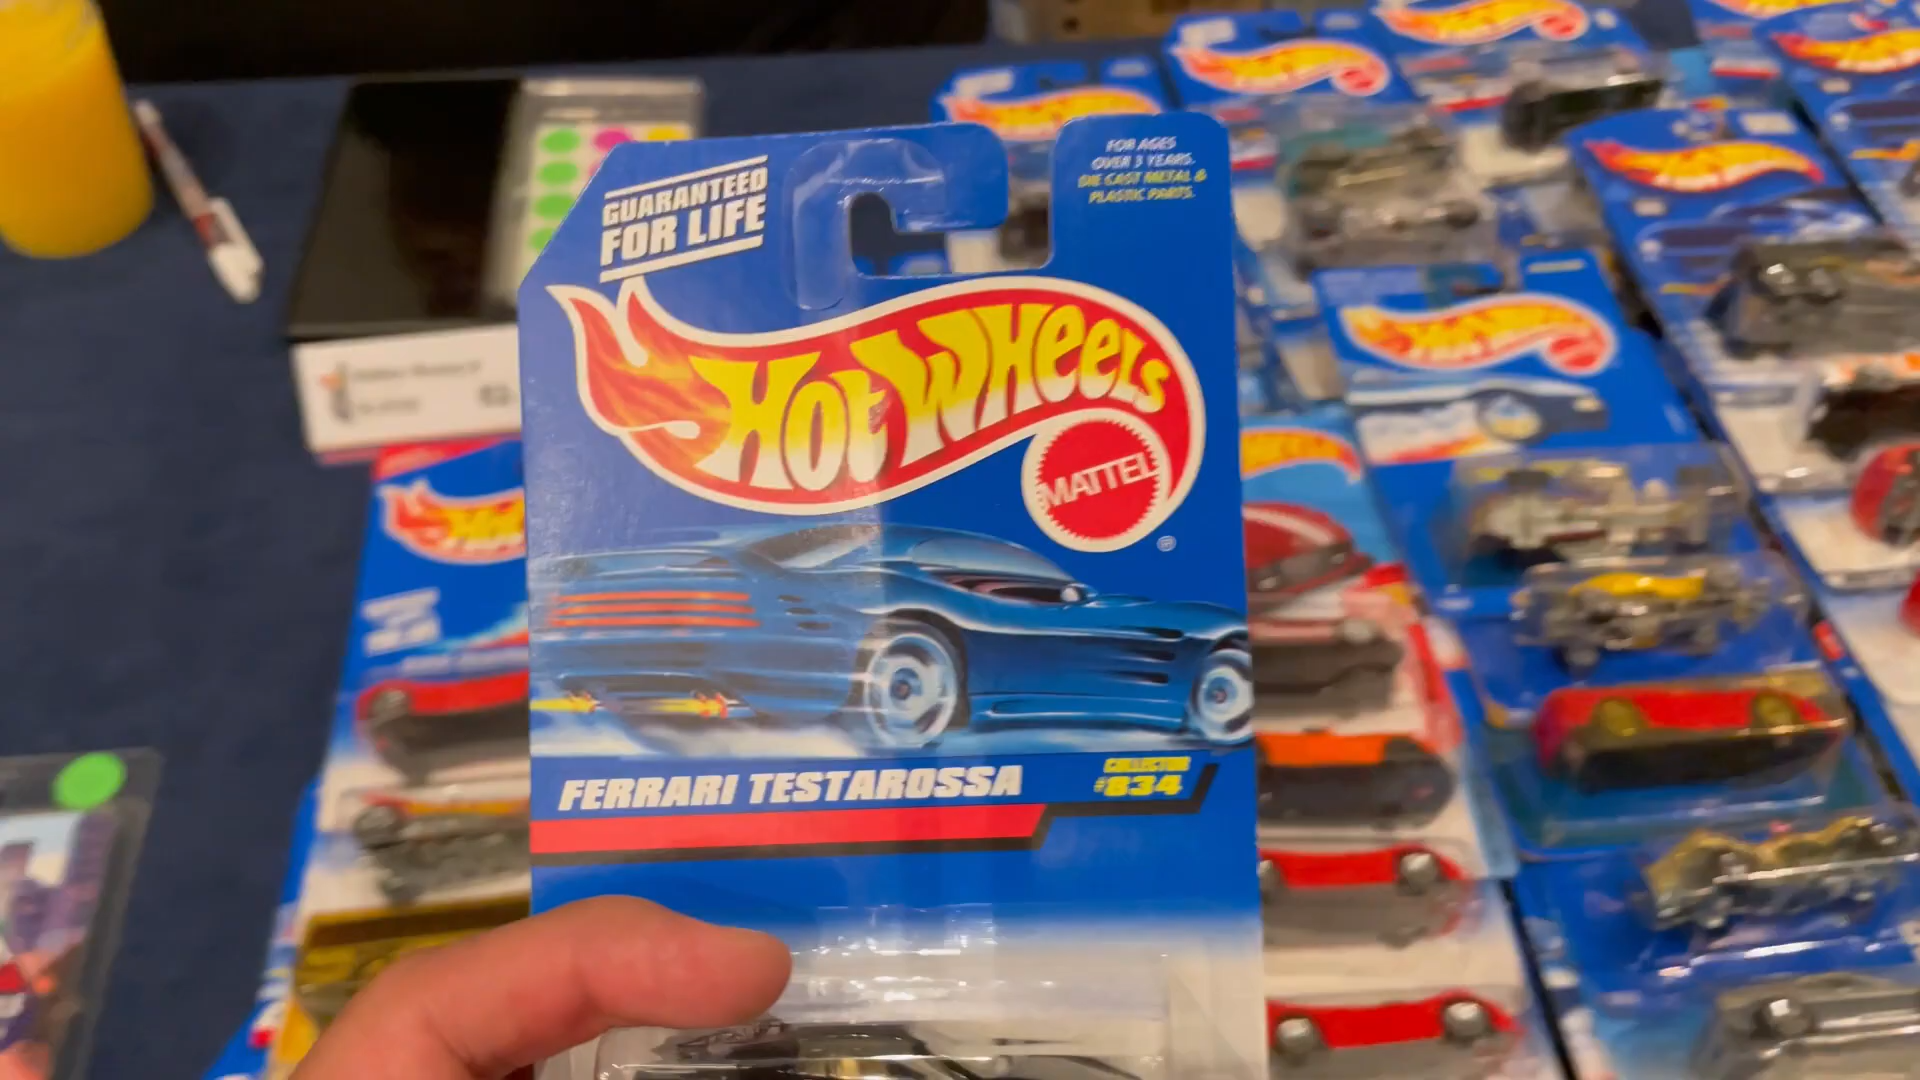 GUARANTEED
FOR LIFE
FOR AGES
OVER 3 YEARS.
DIE CAST METAL &
PLASTIC PARTS.
HOT WHEELS
MATTEL
®
FERRARI TESTAROSSA
COLLECTOR
#834